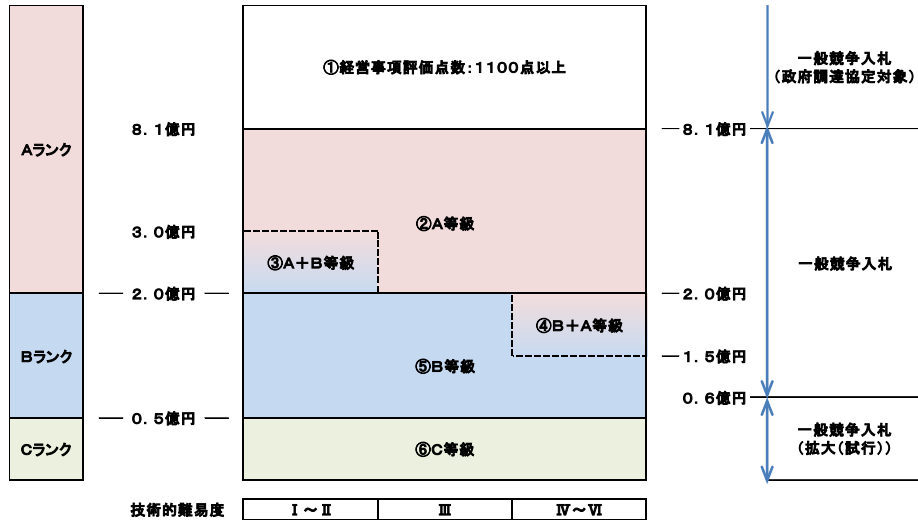 ①経営事項評価点数：１１００点以上
一般競争入札
（政府調達協定対象）
８．１億円
８．１億円
Ａランク
３．０億円
②Ａ等級
③Ａ＋Ｂ等級
一般競争入札
２．０億円
２．０億円
④Ｂ＋Ａ等級
Ｂランク
⑤Ｂ等級
１．５億円
０．６億円
０．５億円
Ｃランク
⑥Ｃ等級
一般競争入札
（拡大（試行））
技術的難易度
Ⅰ～Ⅱ
Ⅲ
Ⅳ～Ⅵ